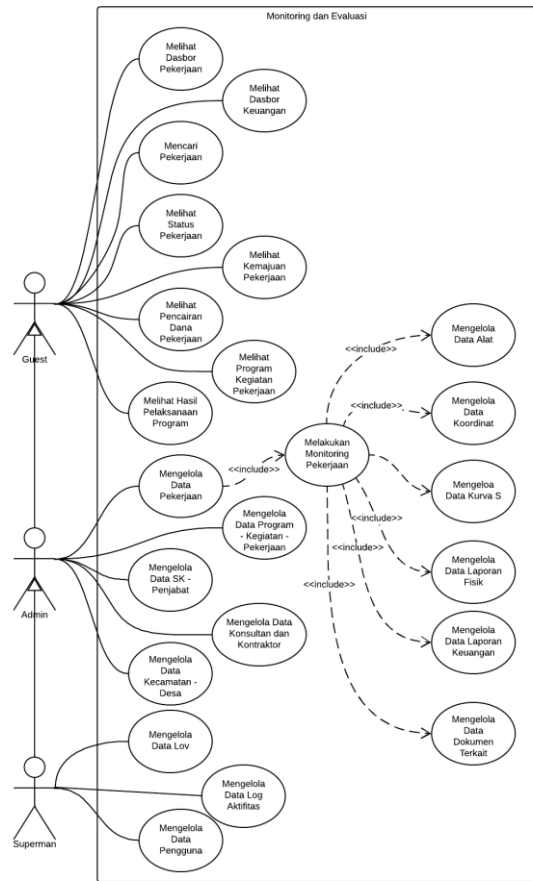 Monitoring dan Evaluasi
Melihat
Dasbor
Pekerjaan
Melihat
Dasbor
Keuangan
Mencari
Pekerjaan
Melihat
Status
Pekerjaan
Melihat
Kemajuan
Pekerjaan
Melihat
Pencairan
Dana
Pekerjaan
Melihat
Program
Kegiatan
Pekerjaan
Guest
Melihat Hasil
Pelaksanaan
Program
Mengelola
Data Alat
<<include>>
Mengelola
Data
Koordinat
<<include>>
Melakukan
Monitoring
Pekerjaan
Mengelola
Data
Pekerjaan
<<include>>
Mengeloa
Data Kurva S
Mengelola
Data Program
- Kegiatan -
Pekerjaan
<<include>>
<<include>>
Mengelola
Data Laporan
Fisik
Mengelola
Data SK -
Penjabat
<<include>>
Admin
Mengelola Data
Konsultan dan
Kontraktor
Mengelola
Data Laporan
Keuangan
Mengelola
Data
Kecamatan -
Desa
Mengelola
Data
Dokumen
Terkait
Mengelola
Data Lov
Mengelola
Data Log
Aktifitas
Superman
Mengelola
Data
Pengguna